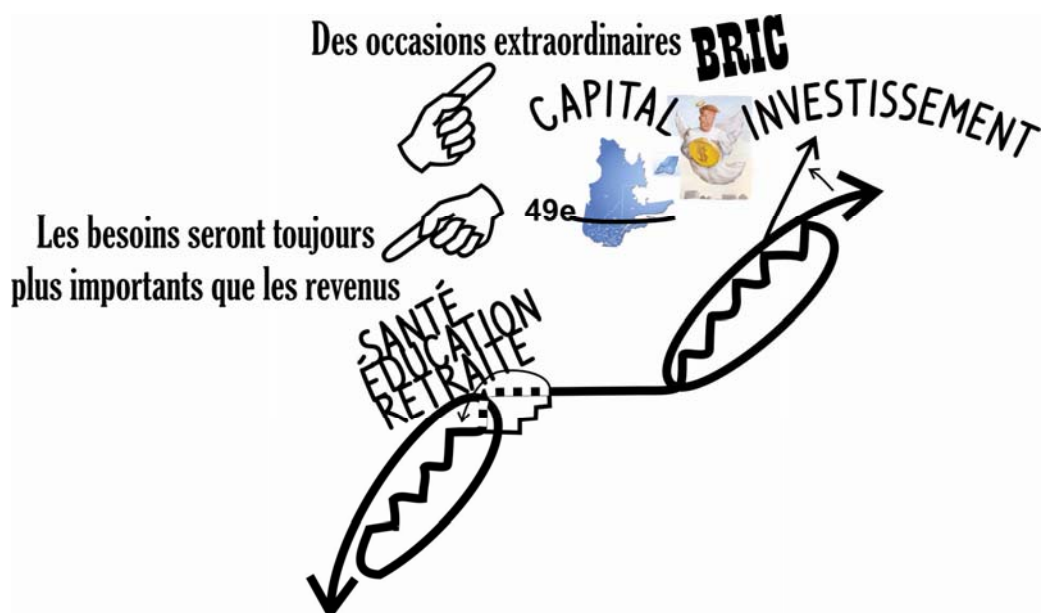 Des occasions extraordinaires BRIC
CAPITAL INVESTISSEMENT
$
49e
Les besoins seront toujours
plus importants que les revenus
SANTÉ
ÉDUCATION
RETRAITE